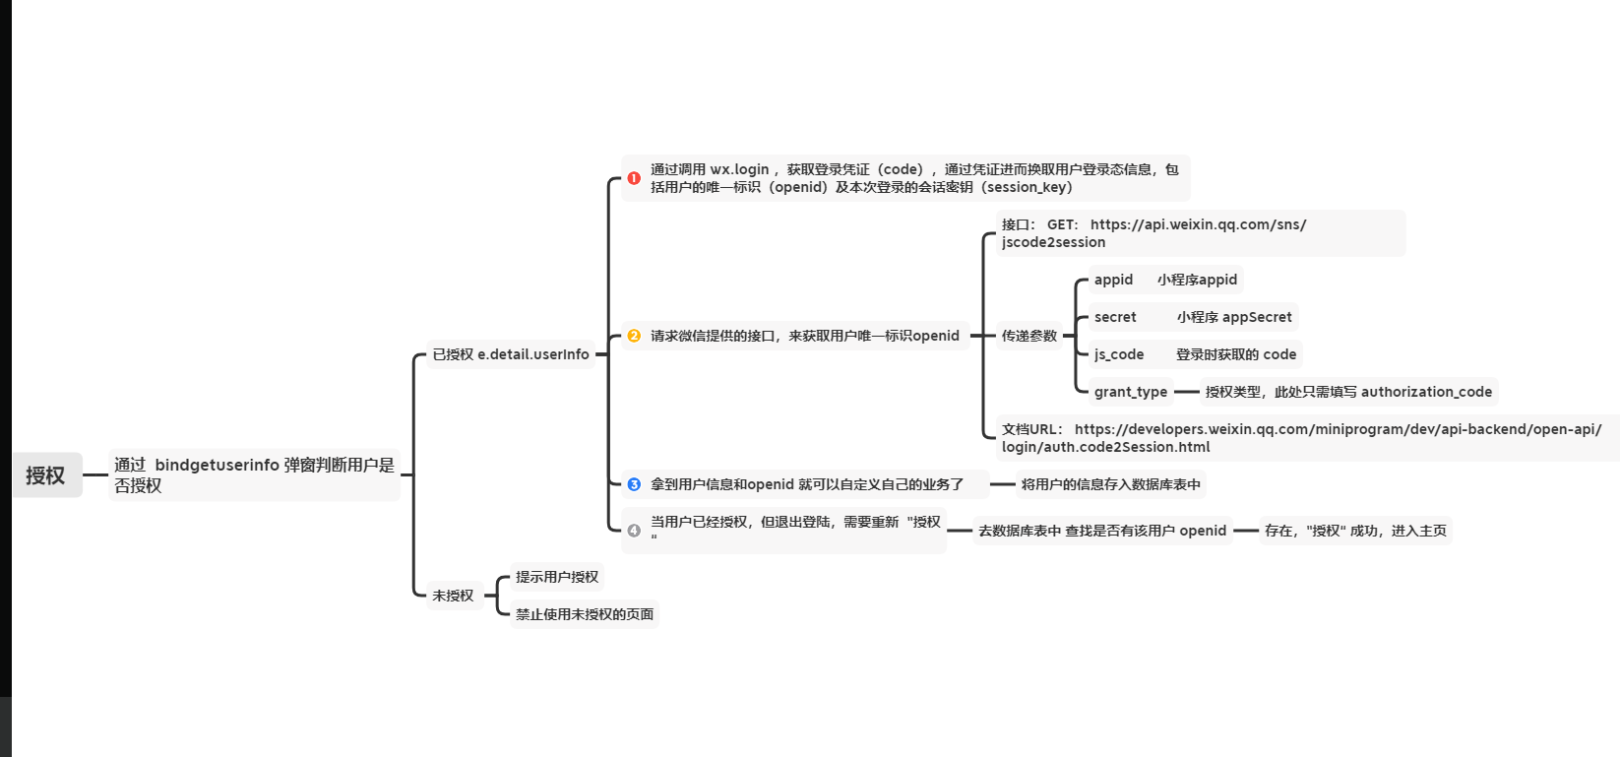 授权
通过 bindgetuserinfo 弹窗判断用户是
否授权
已授权 e.detail.userInfo
1 通过调用 wx.login ，获取登录凭证（code），通过凭证进而换取用户登录态信息，包
括用户的唯一标识（openid）及本次登录的会话密钥（session_key）
2 请求微信提供的接口，来获取用户唯一标识openid
接口： GET: https://api.weixin.qq.com/sns/
jscode2session
传递参数
appid 小程序appid
secret 小程序 appSecret
js_code 登录时获取的 code
grant_type
授权类型，此处只需填写 authorization_code
文档URL： https://developers.weixin.qq.com/miniprogram/dev/api-backend/open-api/
login/auth.code2Session.html
3 拿到用户信息和openid 就可以自定义自己的业务了
将用户的信息存入数据库表中
4 当用户已经授权，但退出登陆，需要重新 "授权
"
去数据库表中 查找是否有该用户 openid
存在，"授权" 成功，进入主页
未授权
提示用户授权
禁止使用未授权的页面